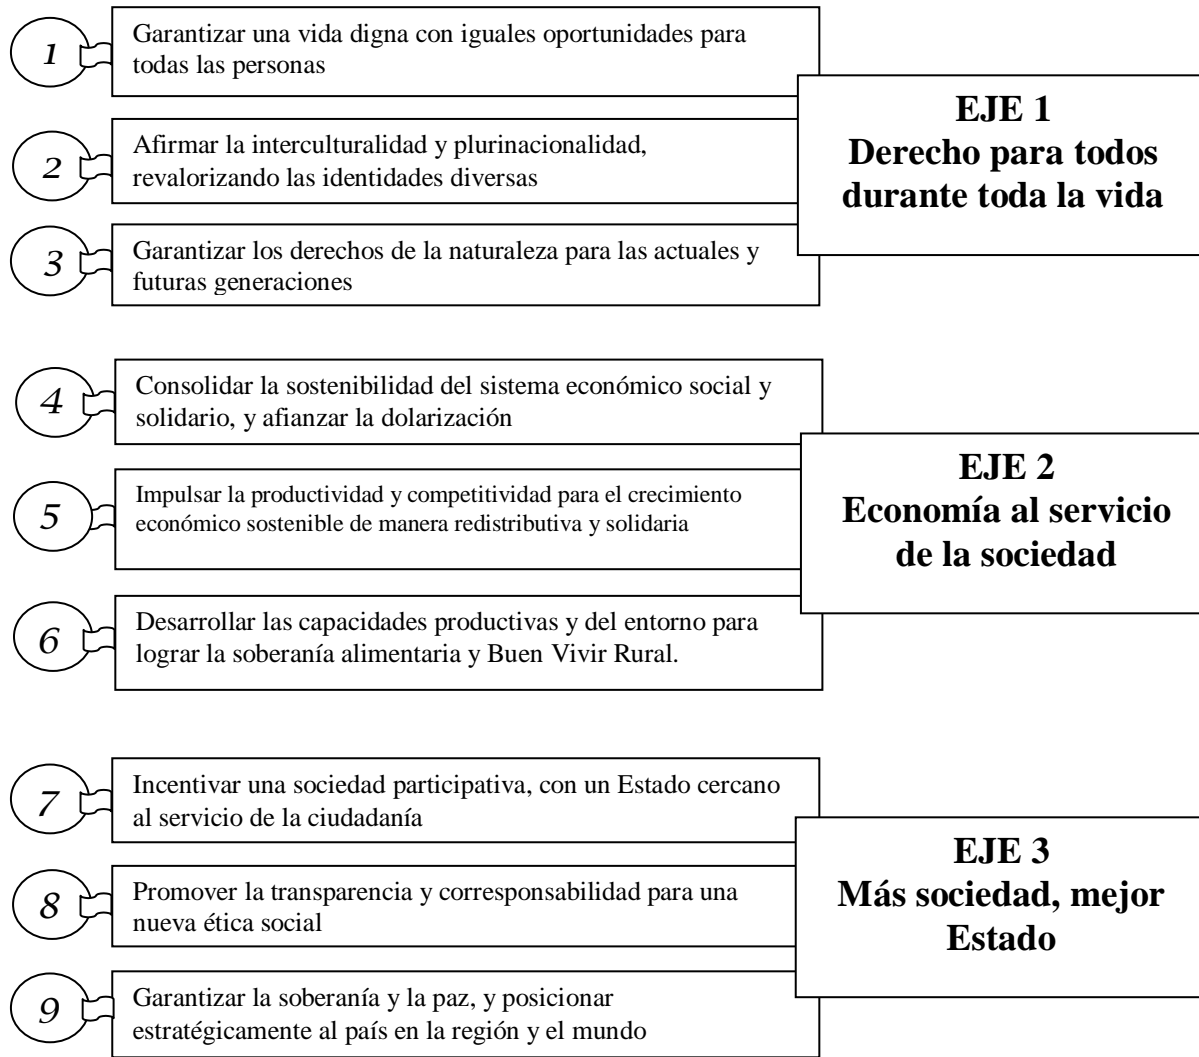 1
Garantizar una vida digna con iguales oportunidades para
todas las personas
2
Afirmar la interculturalidad y plurinacionalidad,
revalorizando las identidades diversas
3
Garantizar los derechos de la naturaleza para las actuales y
futuras generaciones
EJE 1
Derecho para todos
durante toda la vida
4
Consolidar la sostenibilidad del sistema económico social y
solidario, y afianzar la dolarización
5
Impulsar la productividad y competitividad para el crecimiento
económico sostenible de manera redistributiva y solidaria
6
Desarrollar las capacidades productivas y del entorno para
lograr la soberanía alimentaria y Buen Vivir Rural.
EJE 2
Economía al servicio
de la sociedad
7
Incentivar una sociedad participativa, con un Estado cercano
al servicio de la ciudadanía
8
Promover la transparencia y corresponsabilidad para una
nueva ética social
9
Garantizar la soberanía y la paz, y posicionar
estratégicamente al país en la región y el mundo
EJE 3
Más sociedad, mejor
Estado